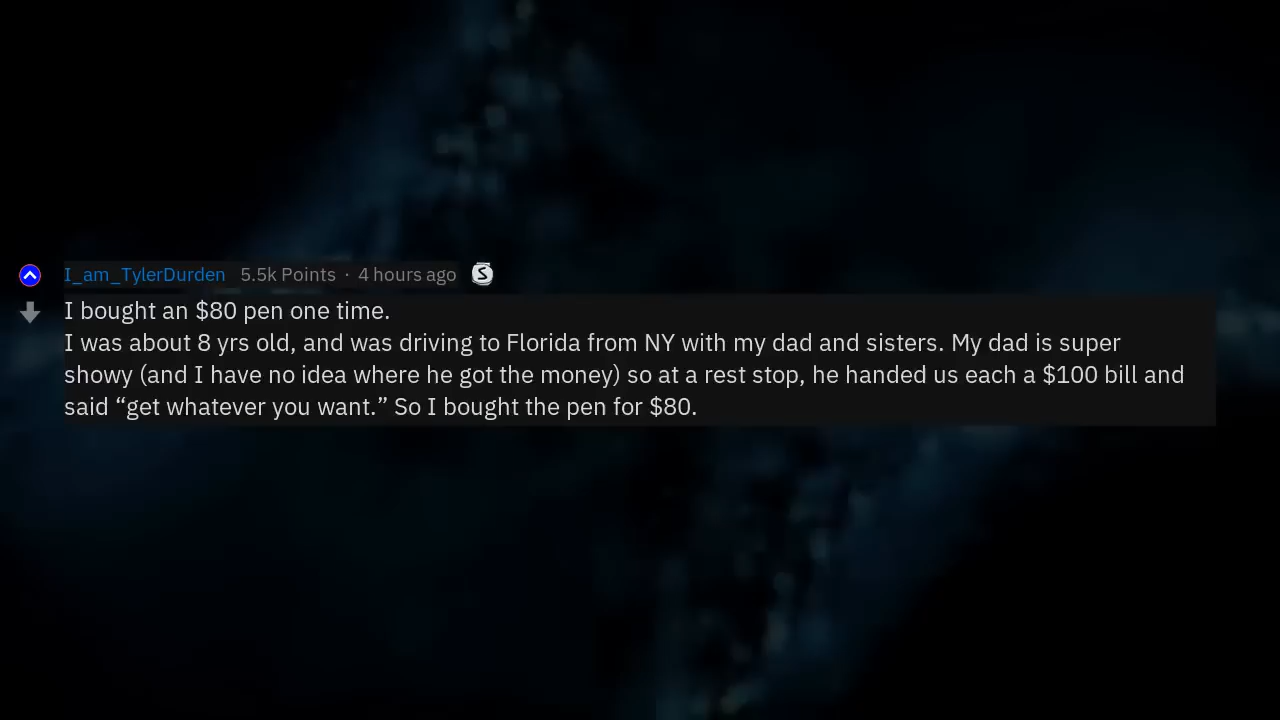 I_am_TylerDurden 5.5k Points · 4 hours ago S
I bought an $80 pen one time.
I was about 8 yrs old, and was driving to Florida from NY with my dad and sisters. My dad is super
showy (and I have no idea where he got the money) so at a rest stop, he handed us each a $100 bill and
said “get whatever you want.” So I bought the pen for $80.